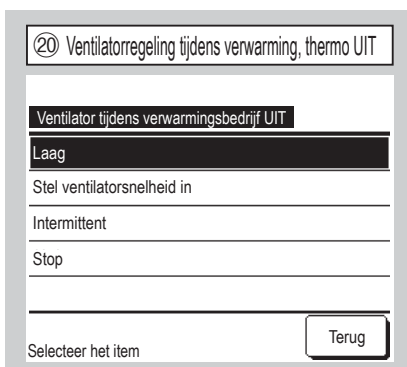 ⑳ Ventilatorregeling tijdens verwarming, thermo UIT
Ventilator tijdens verwarmingsbedrijf UIT
Laag
Stel ventilatorsnelheid in
Intermittent
Stop
Terug
Selecteer het item